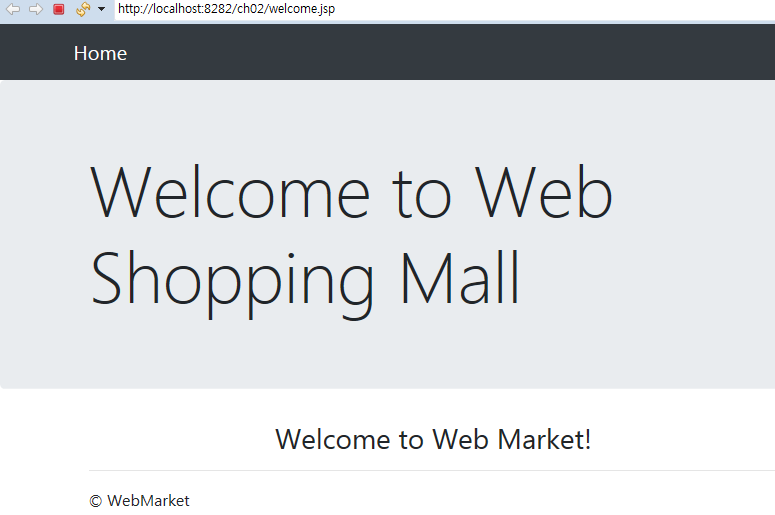 http://localhost:8282/ch02/welcome.jsp
Home
Welcome to Web
Shopping Mall
Welcome to Web Market!
© WebMarket